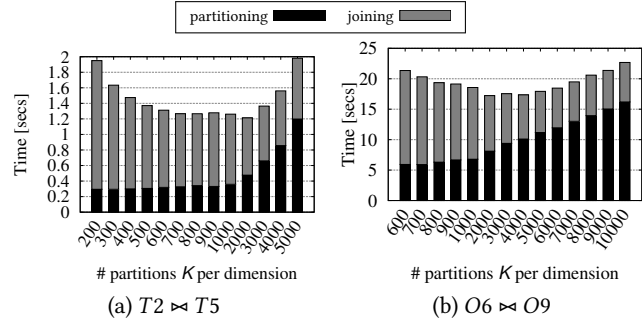 partitioning joining
2
1.8
1.6
1.4
1.2
1
0.8
0.6
0.4
0.2
0
Time [secs]
200 300 400 500 600 700 800 900 1000 2000 3000 4000 5000
# partitions K per dimension
(a) T2 ⋈ T5
25
20
15
10
5
0
Time [secs]
600 700 800 900 1000 2000 3000 4000 5000 6000 7000 8000 9000 10000
# partitions K per dimension
(b) O6 ⋈ O9